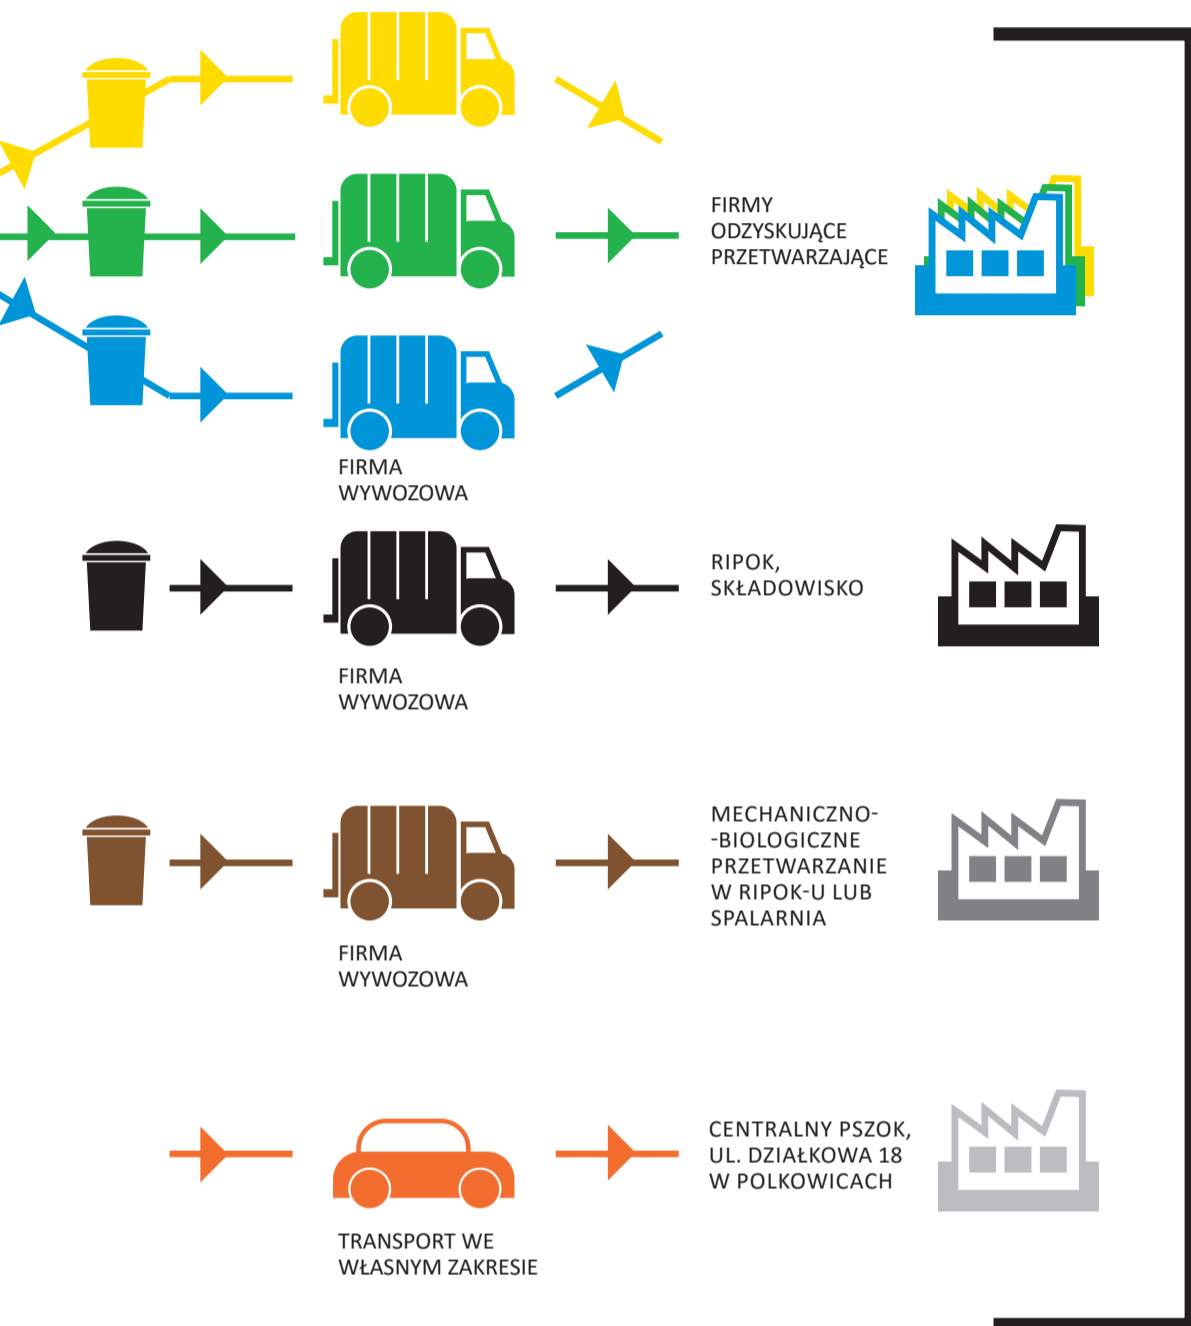 FIRMY
ODZYSKUJĄCE
PRZETWARZAJĄCE
FIRMA
WYWOZOWA
RIPOK,
SKŁADOWISKO
FIRMA
WYWOZOWA
MECHANICZNO-
-BIOLOGICZNE
PRZETWARZANIE
W RIPOK-U LUB
SPALARNIA
FIRMA
WYWOZOWA
CENTRALNY PSZOK,
UL. DZIAŁKOWA 18
W POLKOWICACH
TRANSPORT WE
WŁASNYM ZAKRESIE